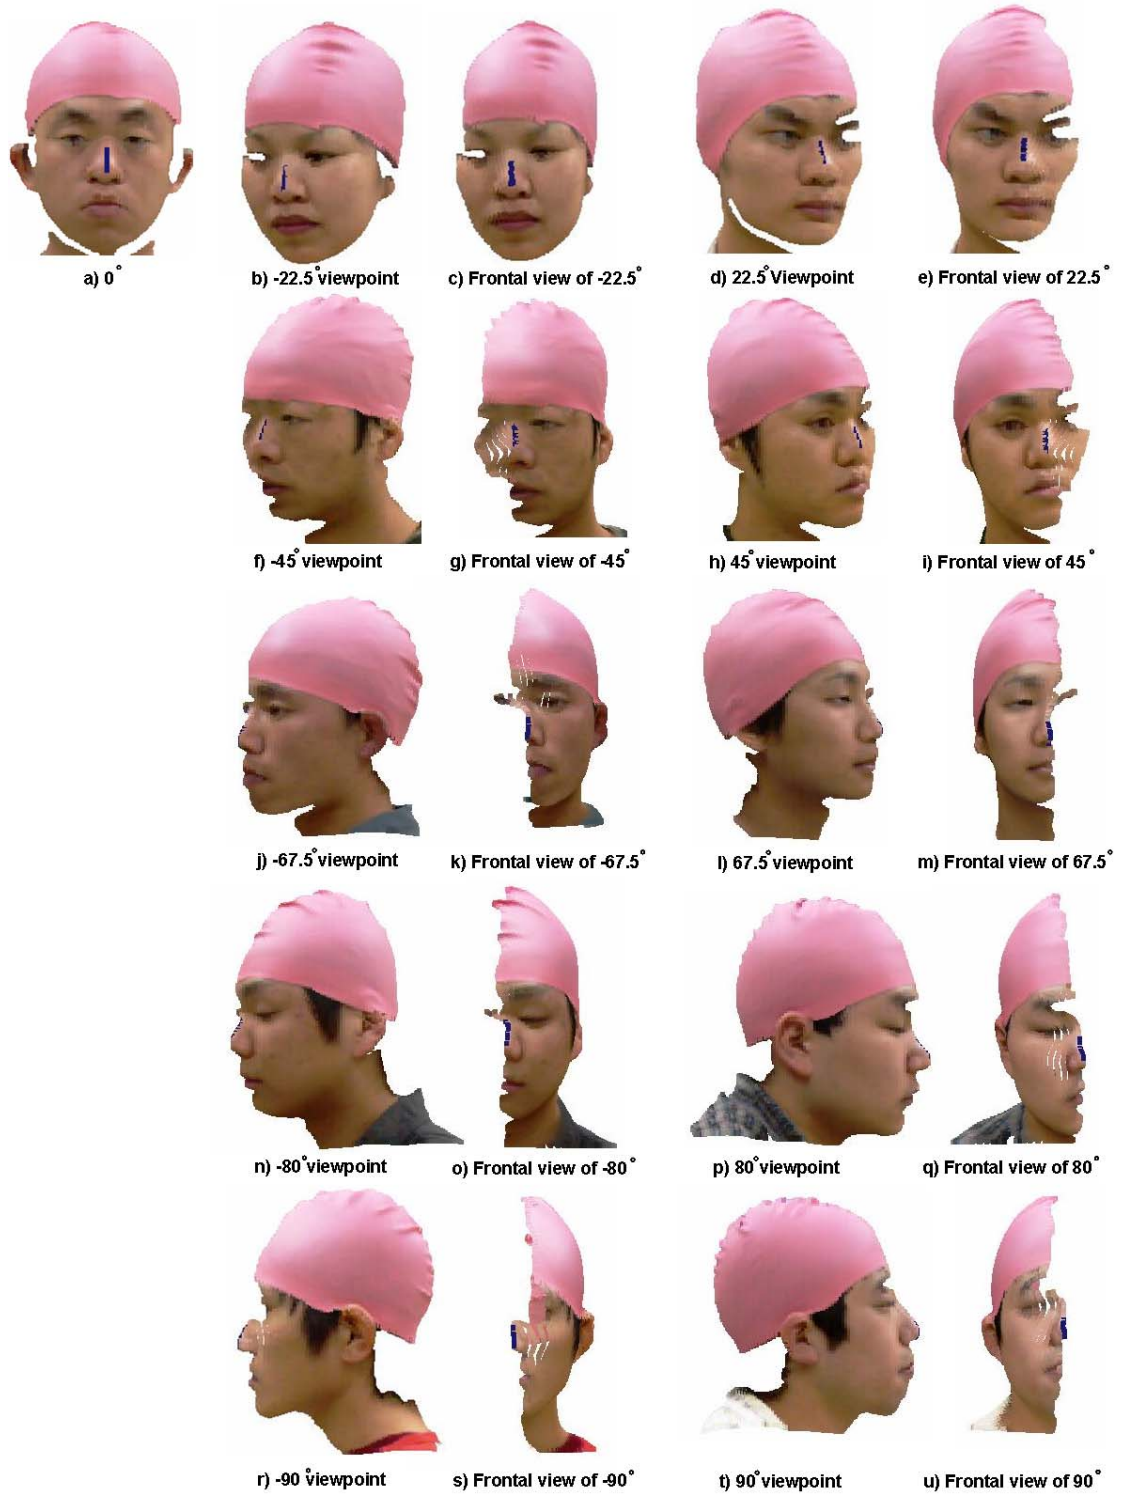 a) 0°
b) -22.5°viewpoint
c) Frontal view of -22.5°
d) 22.5°Viewpoint
e) Frontal view of 22.5°
f) -45°viewpoint
g) Frontal view of -45°
h) 45°viewpoint
i) Frontal view of 45°
j) -67.5°viewpoint
k) Frontal view of -67.5°
l) 67.5°viewpoint
m) Frontal view of 67.5°
n) -80°viewpoint
o) Frontal view of -80°
p) 80°viewpoint
q) Frontal view of 80°
r) -90°viewpoint
s) Frontal view of -90°
t) 90°viewpoint
u) Frontal view of 90°